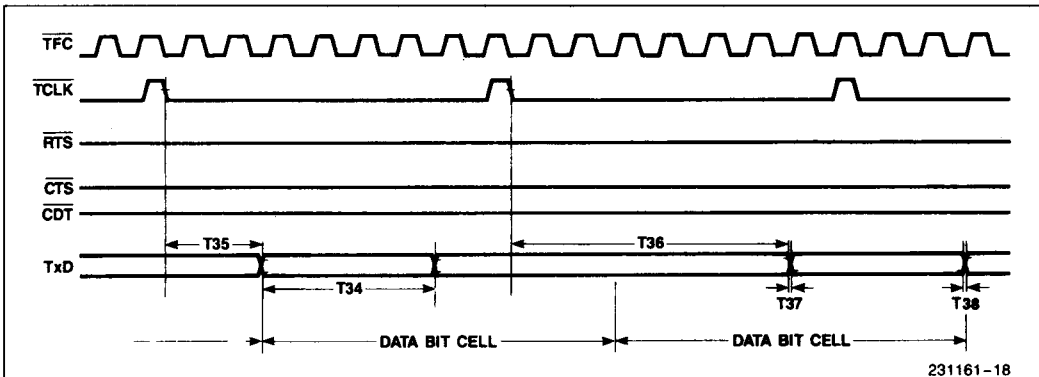 TFC
TCLK
RTS
CTS
CDT
T35
T36
TxD
T34
T37
T38
DATA BIT CELL
DATA BIT CELL
231161–18